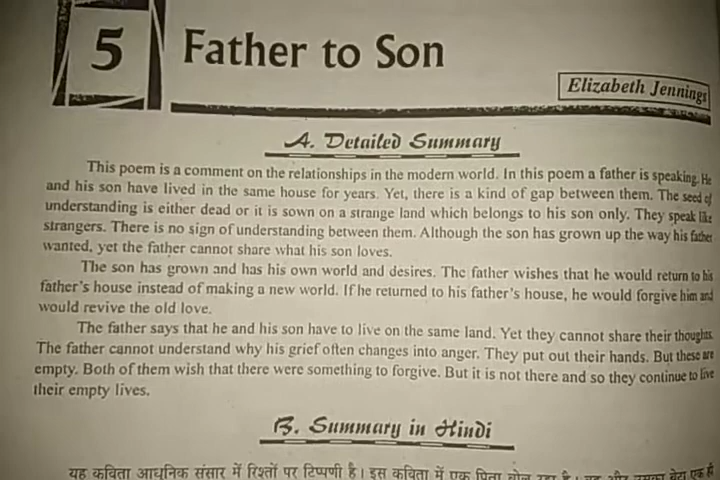 5
Father to Son
Elizabeth Jennings
A. Detailed Summary
This poem is a comment on the relationships in the modern world. In this poem a father is speaking. He
and his son have lived in the same house for years. Yet, there is a kind of gap between them. The seed of
understanding is either dead or it is sown on a strange land which belongs to his son only. They speak like
strangers. There is no sign of understanding between them. Although the son has grown up the way his father
wanted, yet the father cannot share what his son loves.
The son has grown and has his own world and desires. The father wishes that he would return to his
father's house instead of making a new world. If he returned to his father's house, he would forgive him and
would revive the old love.
The father says that he and his son have to live on the same land. Yet they cannot share their thoughts.
The father cannot understand why his grief often changes into anger. They put out their hands. But these are
empty. Both of them wish that there were something to forgive. But it is not there and so they continue to live
their empty lives.
B. Summary in Hindi
यह कविता आधुनिक संसार में रिश्तों पर टिप्पणी है। इस कविता में एक पिता बोल रहा है। वह और उसका बेटा एक ही